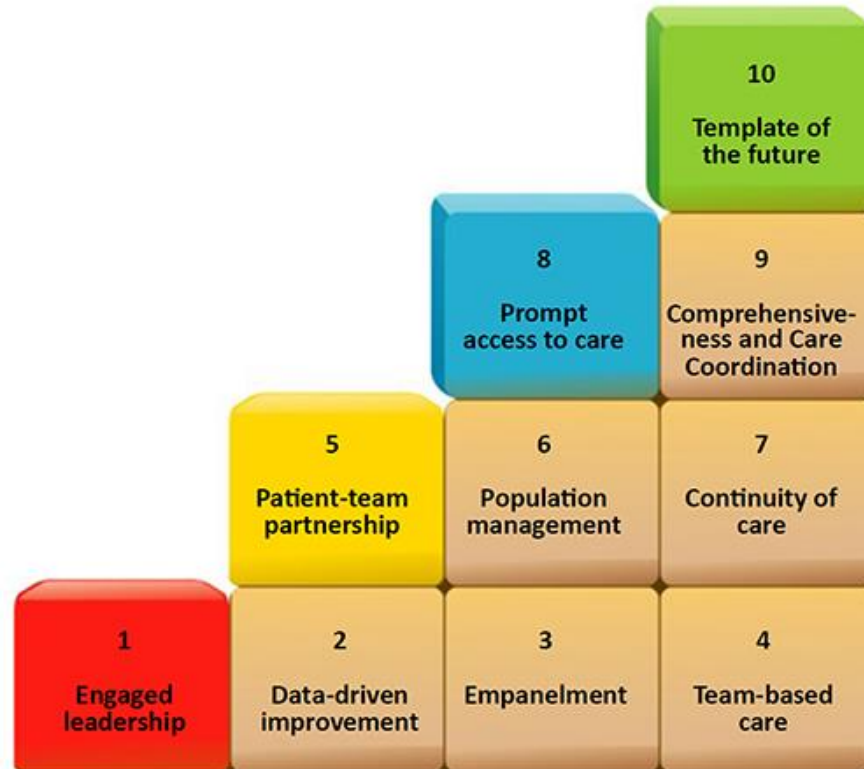 10
Template of
the future
8
Prompt
access to care
9
Comprehensive-
ness and Care
Coordination
5
Patient-team
partnership
6
Population
management
7
Continuity of
care
1
Engaged
leadership
2
Data-driven
improvement
3
Empanelment
4
Team-based
care